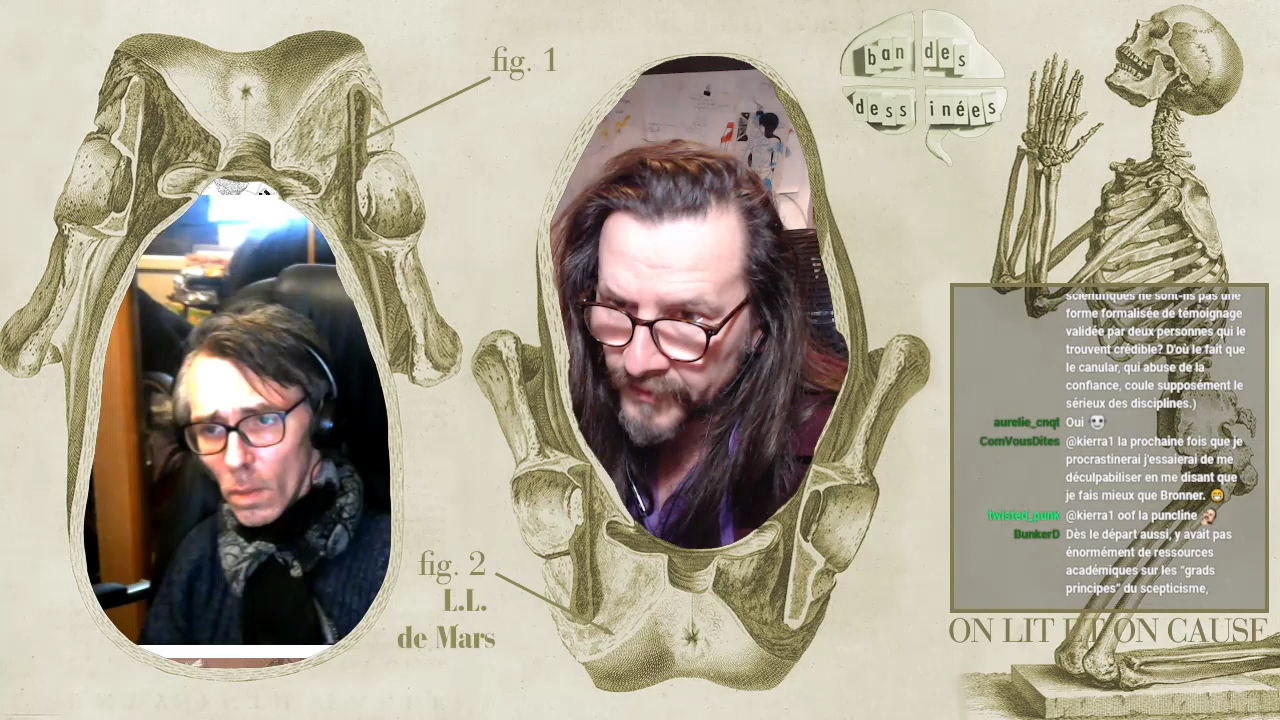 fig. 1
ban des
dess inées
scientifiques ne sont-ils pas une
forme formalisée de témoignage
validée par deux personnes qui le
trouvent crédible? D'où le fait que
le canular, qui abuse de la
confiance, coule supposément le
sérieux des disciplines.)
aurelie_cnqt Oui
ComVousDites @kierra1 la prochaine fois que je
procrastinerai j'essaierai de me
déculpabiliser en me disant que
je fais mieux que Bronner.
twisted_punk @kierra1 oof la puncline
BunkerD Dès le départ aussi, y avait pas
énormément de ressources
académiques sur les "grads
principes" du scepticisme,
fig. 2
L.L.
de Mars
ON LIT ET ON CAUSE